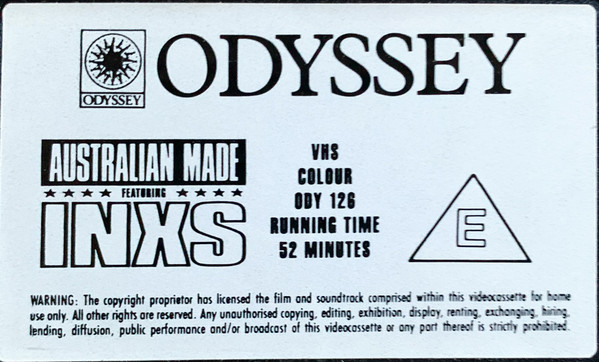 ODYSSEY
ODYSSEY
AUSTRALIAN MADE
FEATURING
INXS
VHS
COLOUR
ODY 126
RUNNING TIME
52 MINUTES
E
WARNING: The copyright proprietor has licensed the film and soundtrack comprised within this videocassette for home
use only. All other rights are reserved. Any unauthorised copying, editing, exhibition, display, renting, exchanging, hiring,
lending, diffusion, public performance and/or broadcast of this videocassette or any part thereof is strictly prohibited.